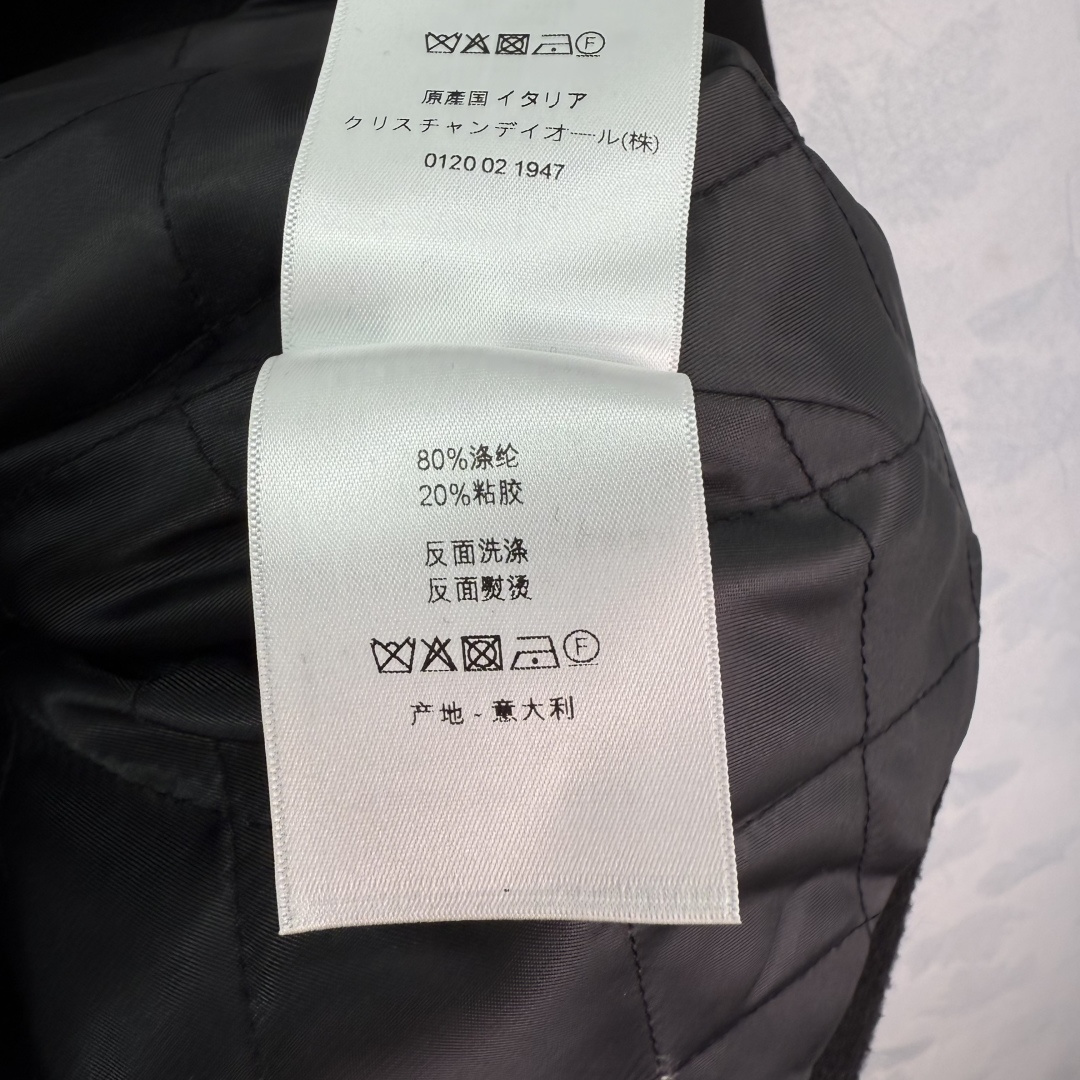 F
原產国 イタリア
クリスチャンディオール(株)
0120 02 1947
80%涤纶
20%粘胶
反面洗涤
反面熨烫
F
产地 - 意大利